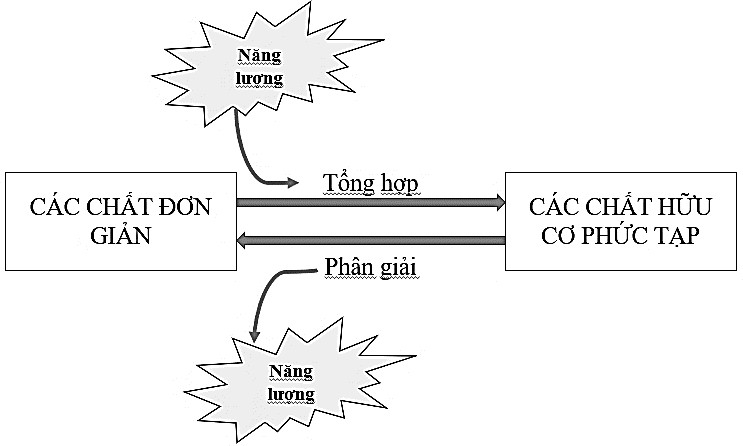 Năng
lượng
Tổng hợp
CÁC CHẤT ĐƠN
GIẢN
CÁC CHẤT HỮU
CƠ PHỨC TẠP
Phân giải
Năng
lượng